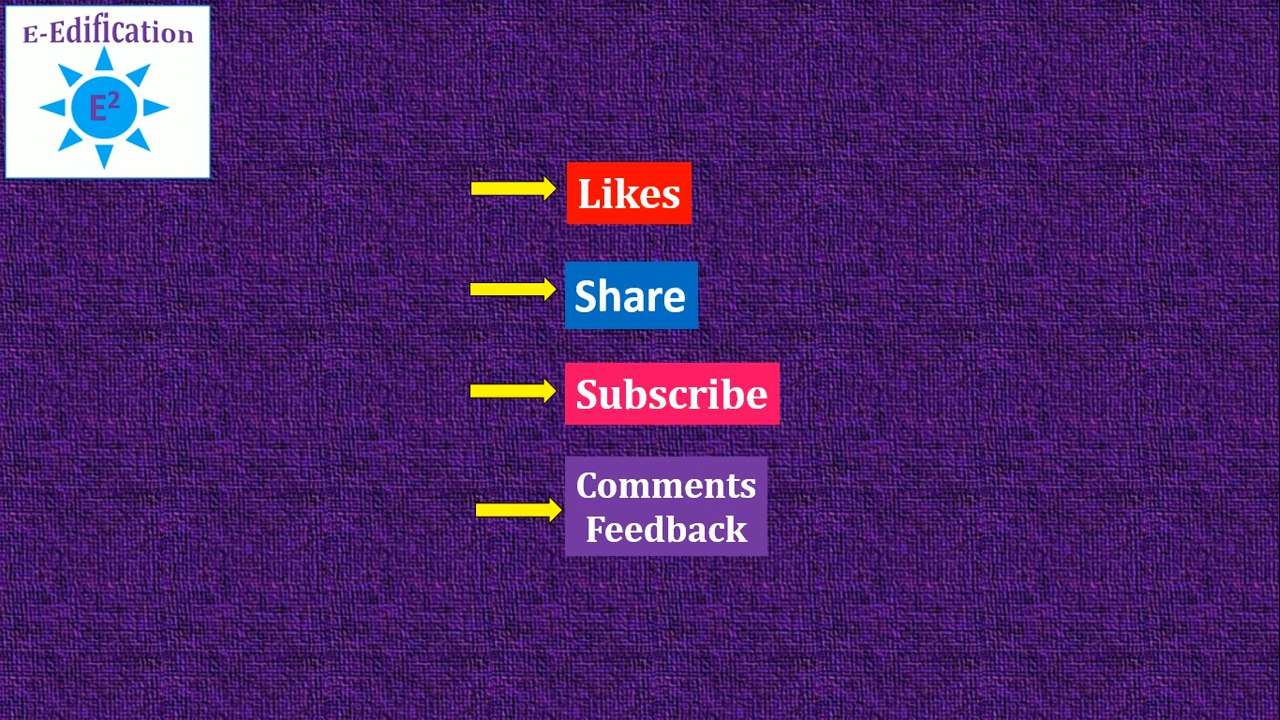 E-Edification
E²
Likes
Share
Subscribe
Comments
Feedback